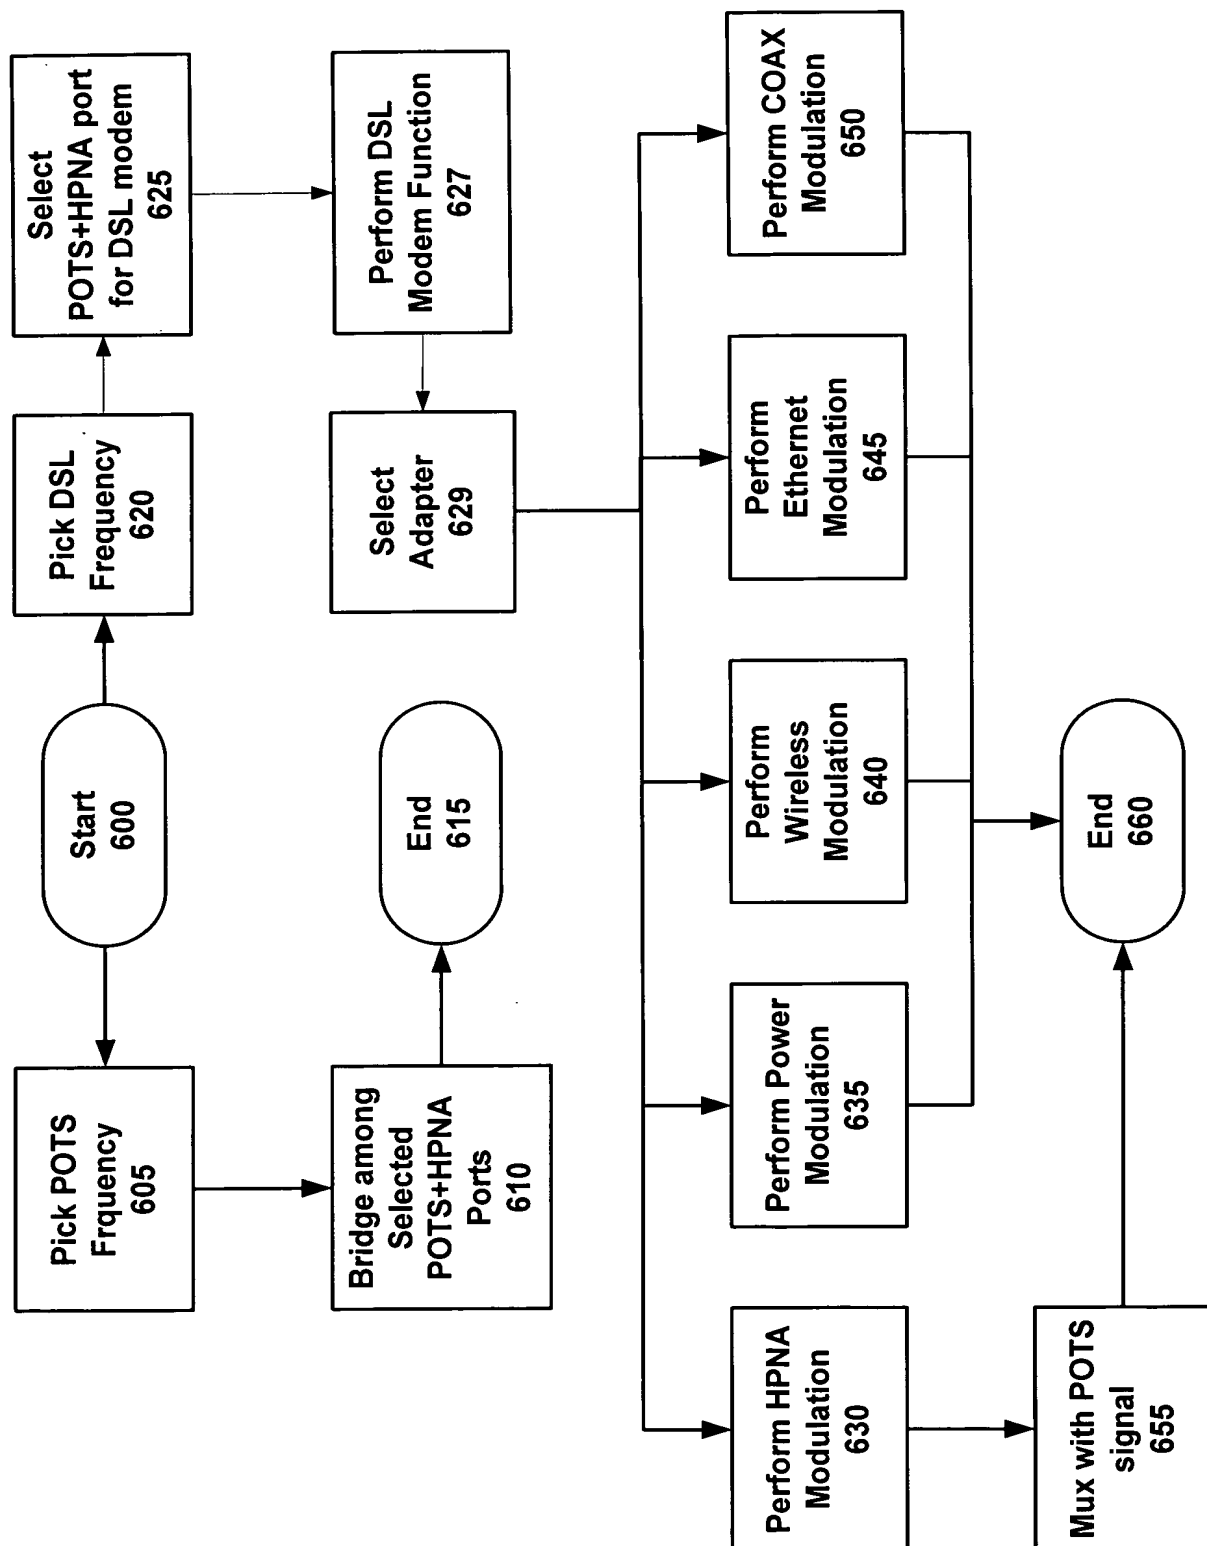 Start
600
Pick POTS
Frquency
605
Bridge among
Selected
POTS+HPNA
Ports
610
End
615
Pick DSL
Frequency
620
Select
POTS+HPNA port
for DSL modem
625
Perform DSL
Modem Function
627
Select
Adapter
629
Perform HPNA
Modulation
630
Perform Power
Modulation
635
Perform
Wireless
Modulation
640
Perform
Ethernet
Modulation
645
Perform COAX
Modulation
650
Mux with POTS
signal
655
End
660